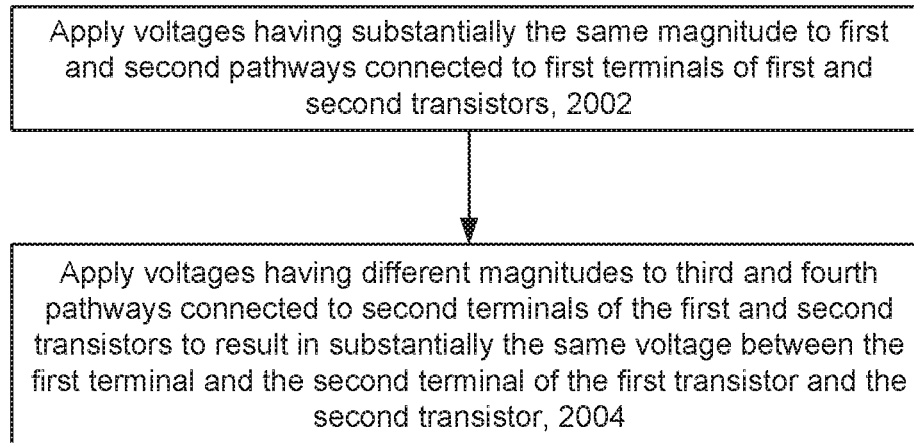 Apply voltages having substantially the same magnitude to first
and second pathways connected to first terminals of first and
second transistors, 2002
Apply voltages having different magnitudes to third and fourth
pathways connected to second terminals of the first and second
transistors to result in substantially the same voltage between the
first terminal and the second terminal of the first transistor and the
second transistor, 2004